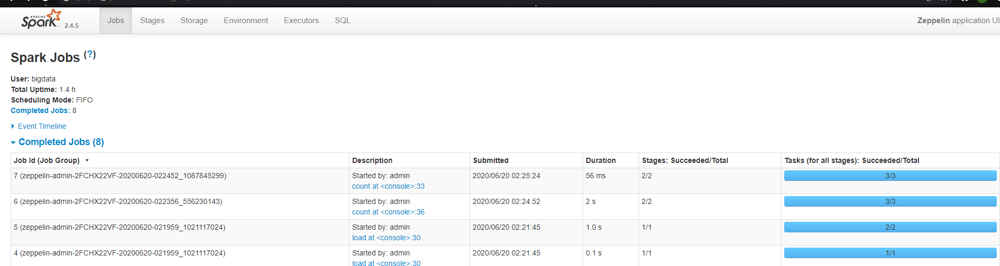 APACHE
Spark 2.4.5 Jobs Stages Storage Environment Executors SQL Zeppelin application UI
Spark Jobs (?)
User: bigdata
Total Uptime: 1.4 h
Scheduling Mode: FIFO
Completed Jobs: 8
Event Timeline
Completed Jobs (8)
Job Id (Job Group) Description Submitted Duration Stages: Succeeded/Total Tasks (for all stages): Succeeded/Total
7 (zeppelin-admin-2FCHX22VF-20200620-022452_1087845299) Started by: admin 2020/06/20 02:25:24 56 ms 2/2 3/3
count at <console>:33
6 (zeppelin-admin-2FCHX22VF-20200620-022356_556230143) Started by: admin 2020/06/20 02:24:52 2 s 2/2 3/3
count at <console>:36
5 (zeppelin-admin-2FCHX22VF-20200620-021959_1021117024) Started by: admin 2020/06/20 02:21:45 1.0 s 1/1 2/2
load at <console>:30
4 (zeppelin-admin-2FCHX22VF-20200620-021959_1021117024) Started by: admin 2020/06/20 02:21:45 0.1 s 1/1 1/1
load at <console>:30